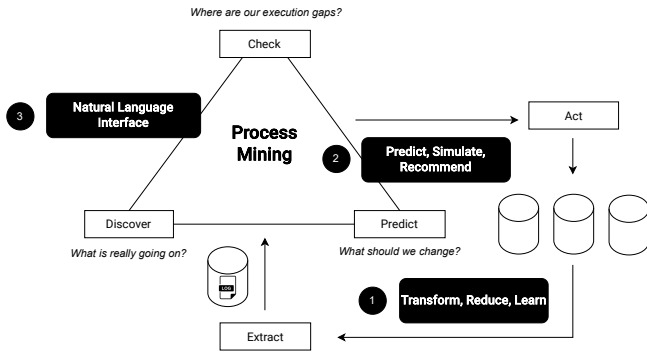 Where are our execution gaps?
Check
3
Natural Language
Interface
Process
Mining
2
Predict, Simulate,
Recommend
Act
Discover
Predict
What is really going on?
What should we change?
LOG
1
Transform, Reduce, Learn
Extract